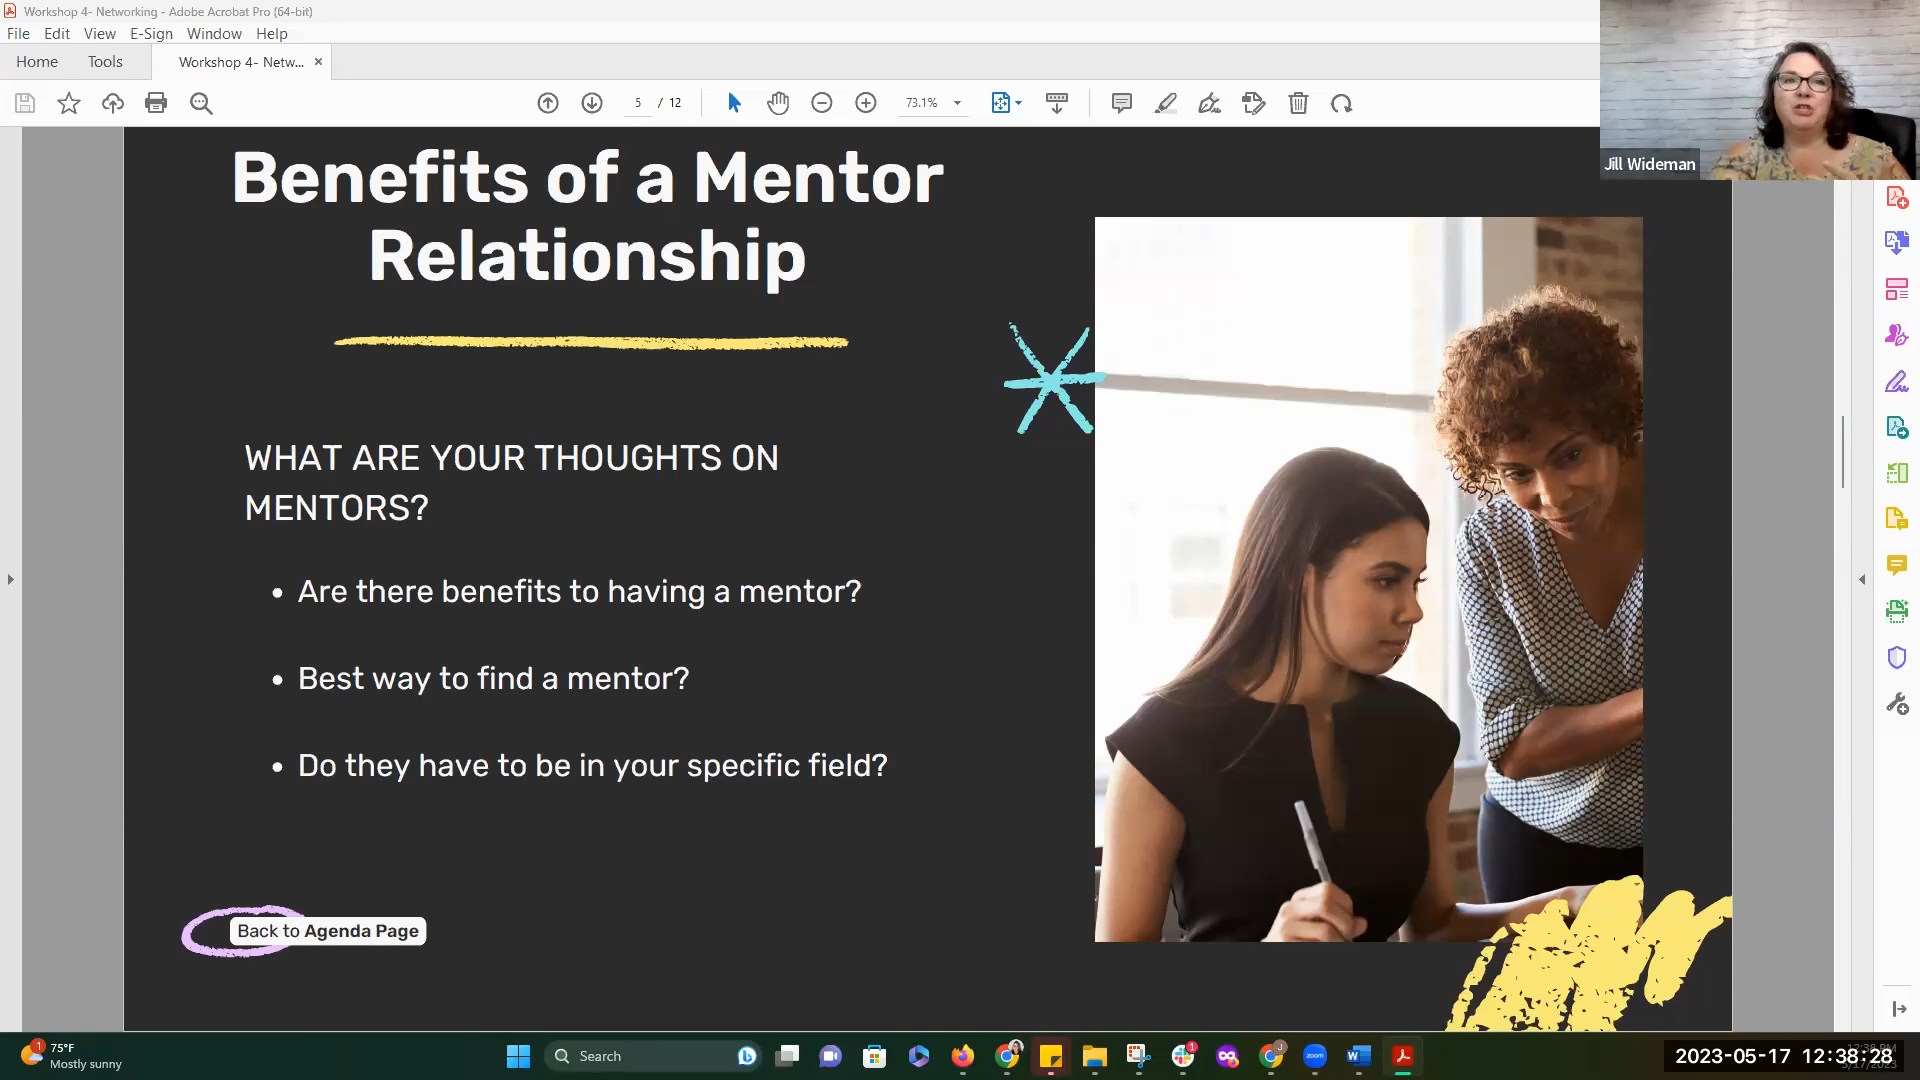 Workshop 4- Networking - Adobe Acrobat Pro (64-bit)
File Edit View E-Sign Window Help
Home Tools Workshop 4- Netw... ×
5 / 12 73.1%
Jill Wideman
Benefits of a Mentor
Relationship
WHAT ARE YOUR THOUGHTS ON
MENTORS?
• Are there benefits to having a mentor?
• Best way to find a mentor?
• Do they have to be in your specific field?
Back to Agenda Page
1
75°F
Mostly sunny
Search
1
J
zoom
W
2023-05-17 12:38:28